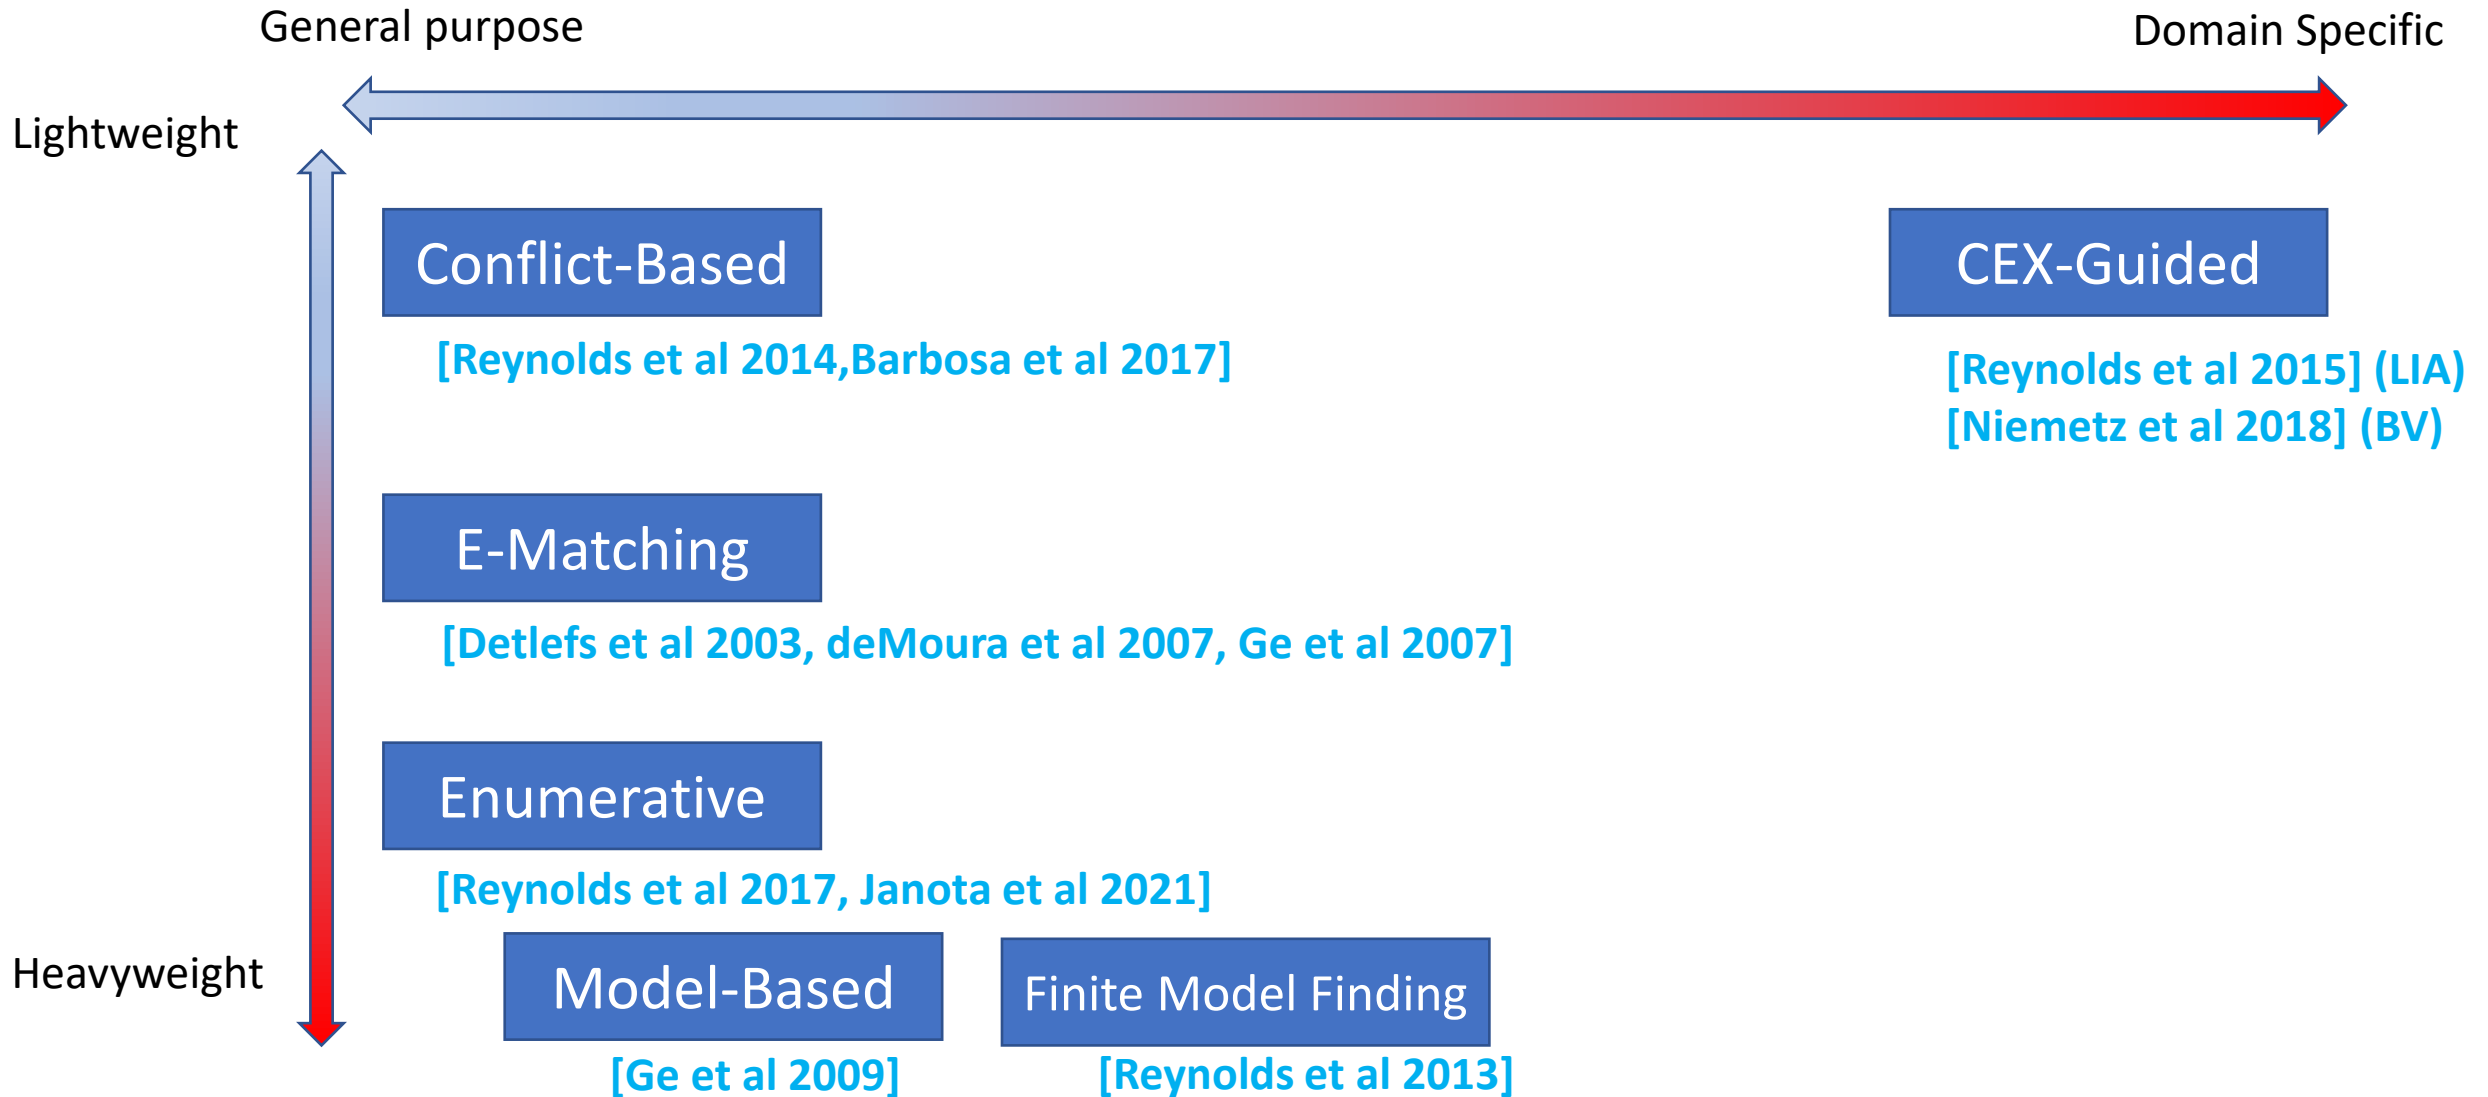 General purpose
Domain Specific
Lightweight
Conflict-Based
CEX-Guided
[Reynolds et al 2014,Barbosa et al 2017]
[Reynolds et al 2015] (LIA)
[Niemetz et al 2018] (BV)
E-Matching
[Detlefs et al 2003, deMoura et al 2007, Ge et al 2007]
Enumerative
[Reynolds et al 2017, Janota et al 2021]
Heavyweight
Model-Based
Finite Model Finding
[Ge et al 2009]
[Reynolds et al 2013]